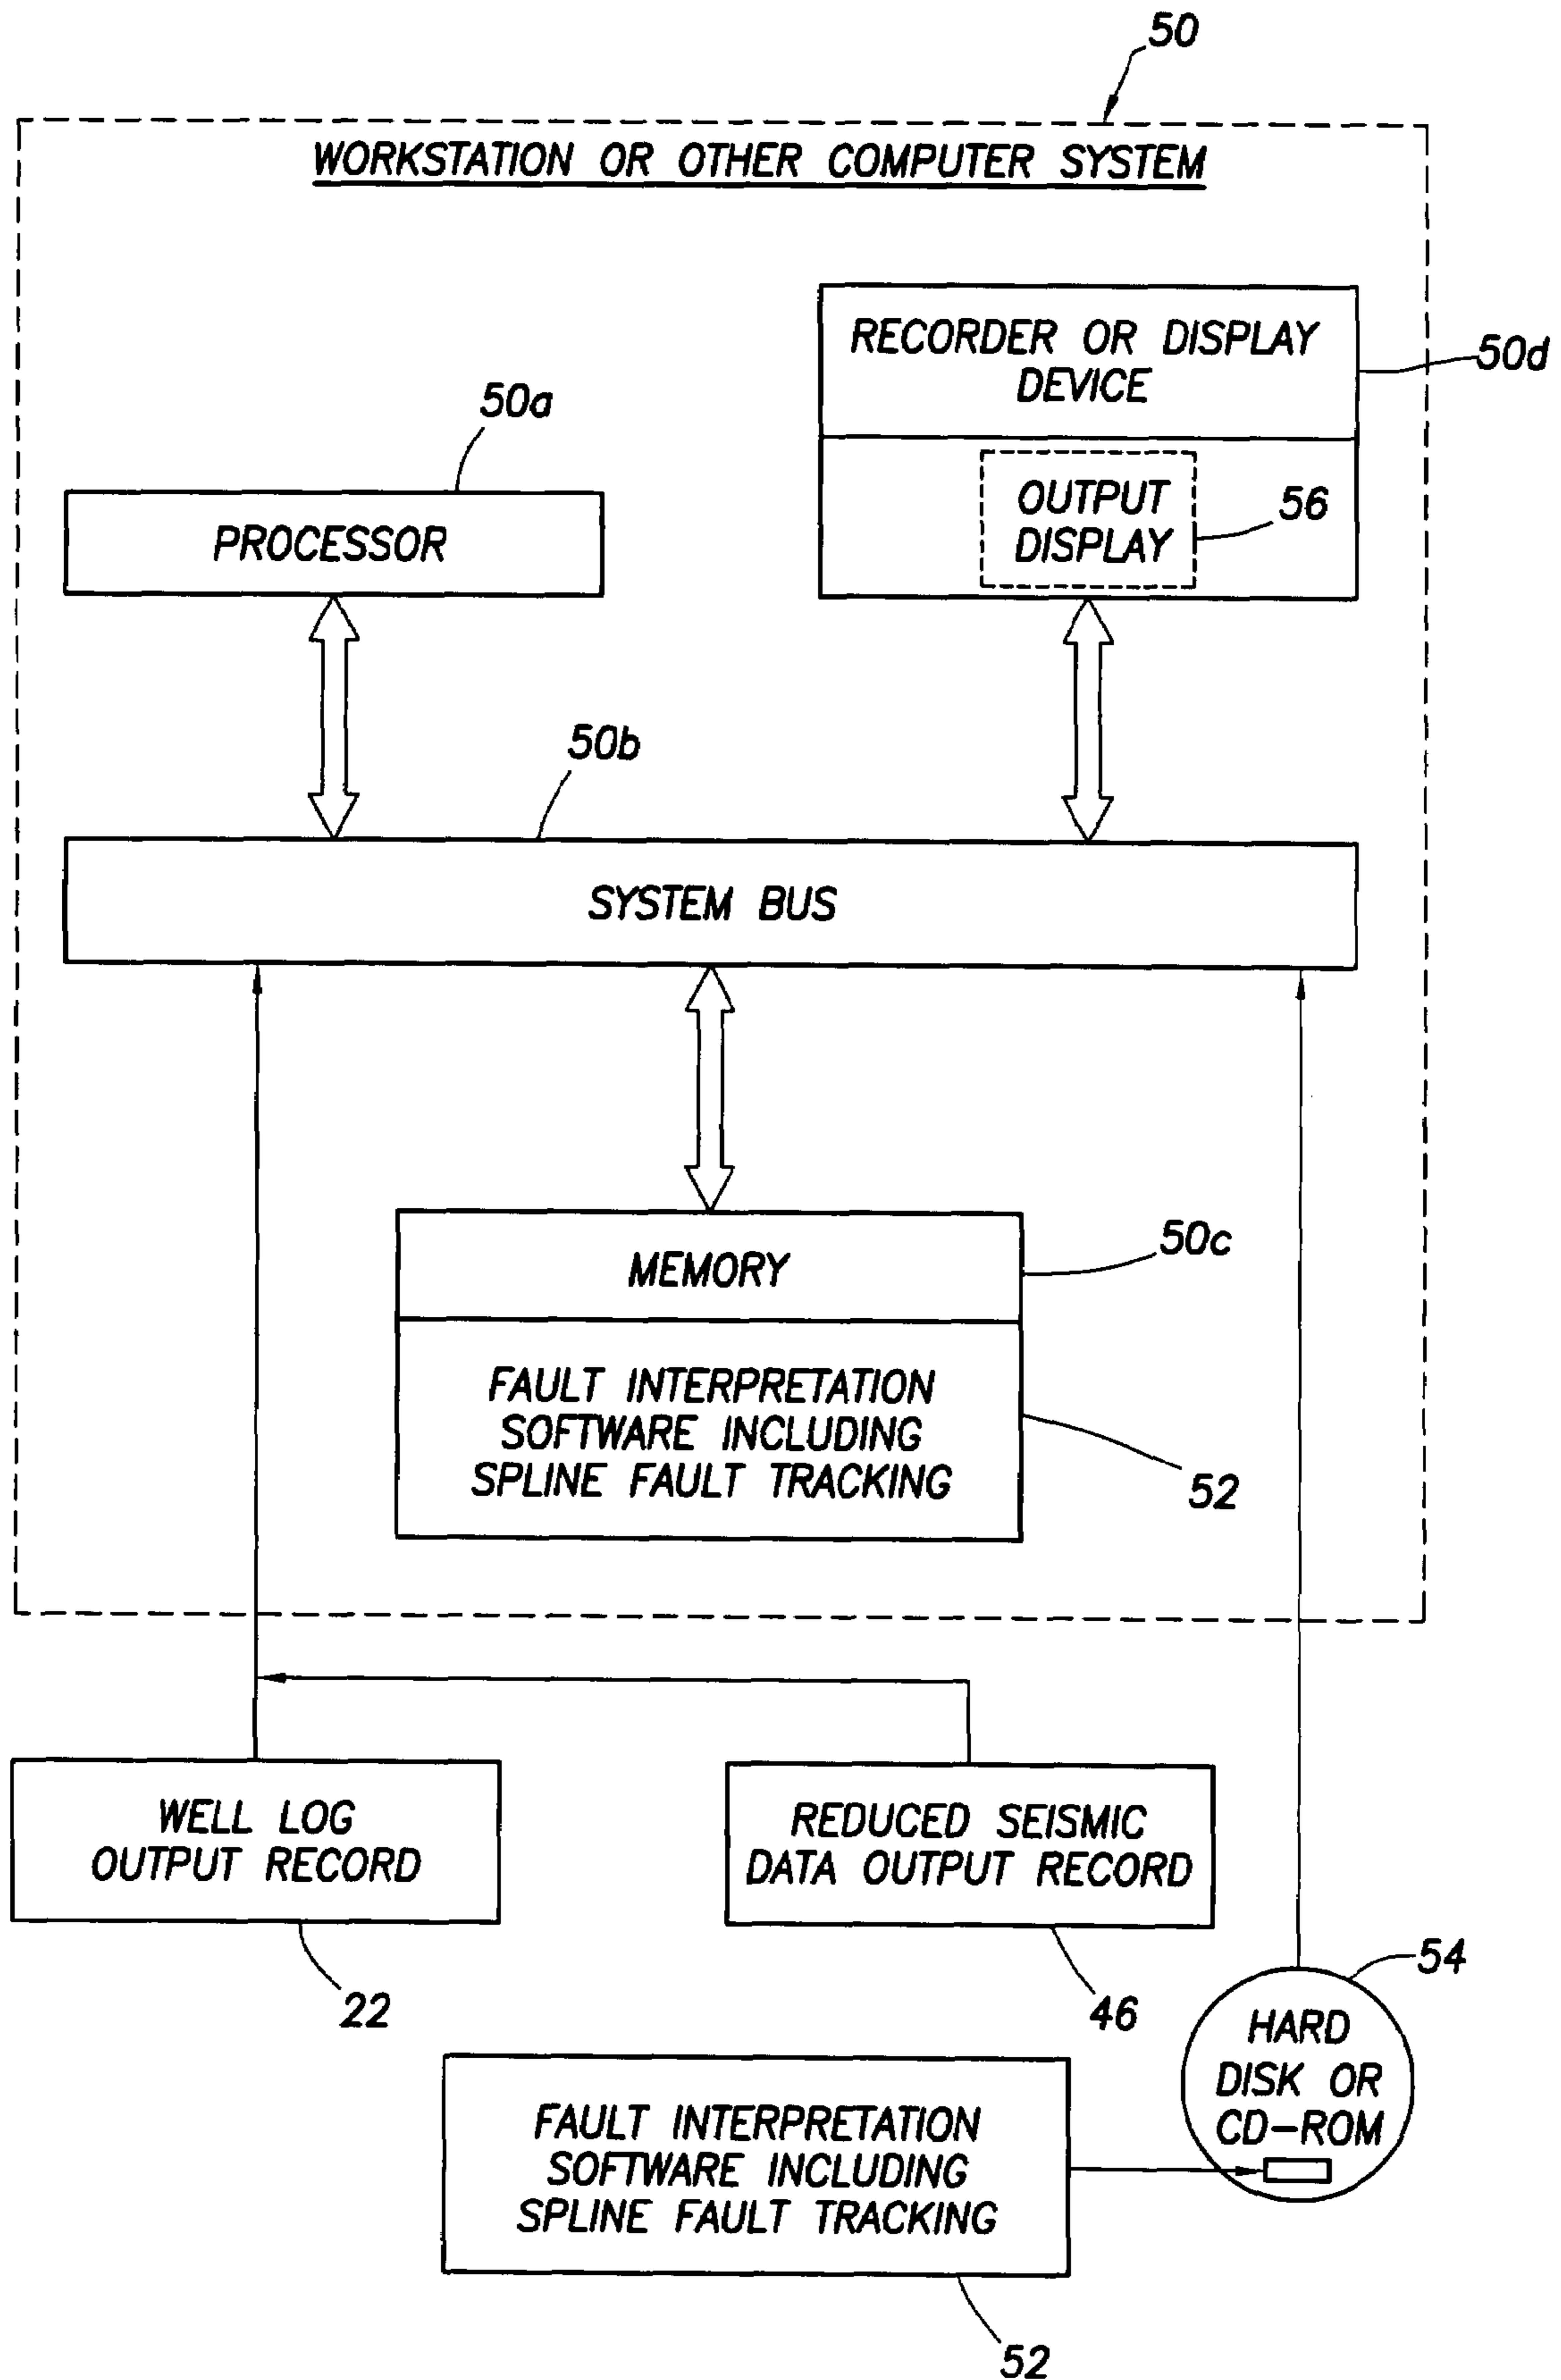 50
WORKSTATION OR OTHER COMPUTER SYSTEM
RECORDER OR DISPLAY
DEVICE
50d
50a
OUTPUT
DISPLAY
56
PROCESSOR
50b
SYSTEM BUS
MEMORY
50c
FAULT INTERPRETATION
SOFTWARE INCLUDING
SPLINE FAULT TRACKING
52
WELL LOG
OUTPUT RECORD
22
REDUCED SEISMIC
DATA OUTPUT RECORD
46
54
HARD
DISK OR
CD-ROM
FAULT INTERPRETATION
SOFTWARE INCLUDING
SPLINE FAULT TRACKING
52